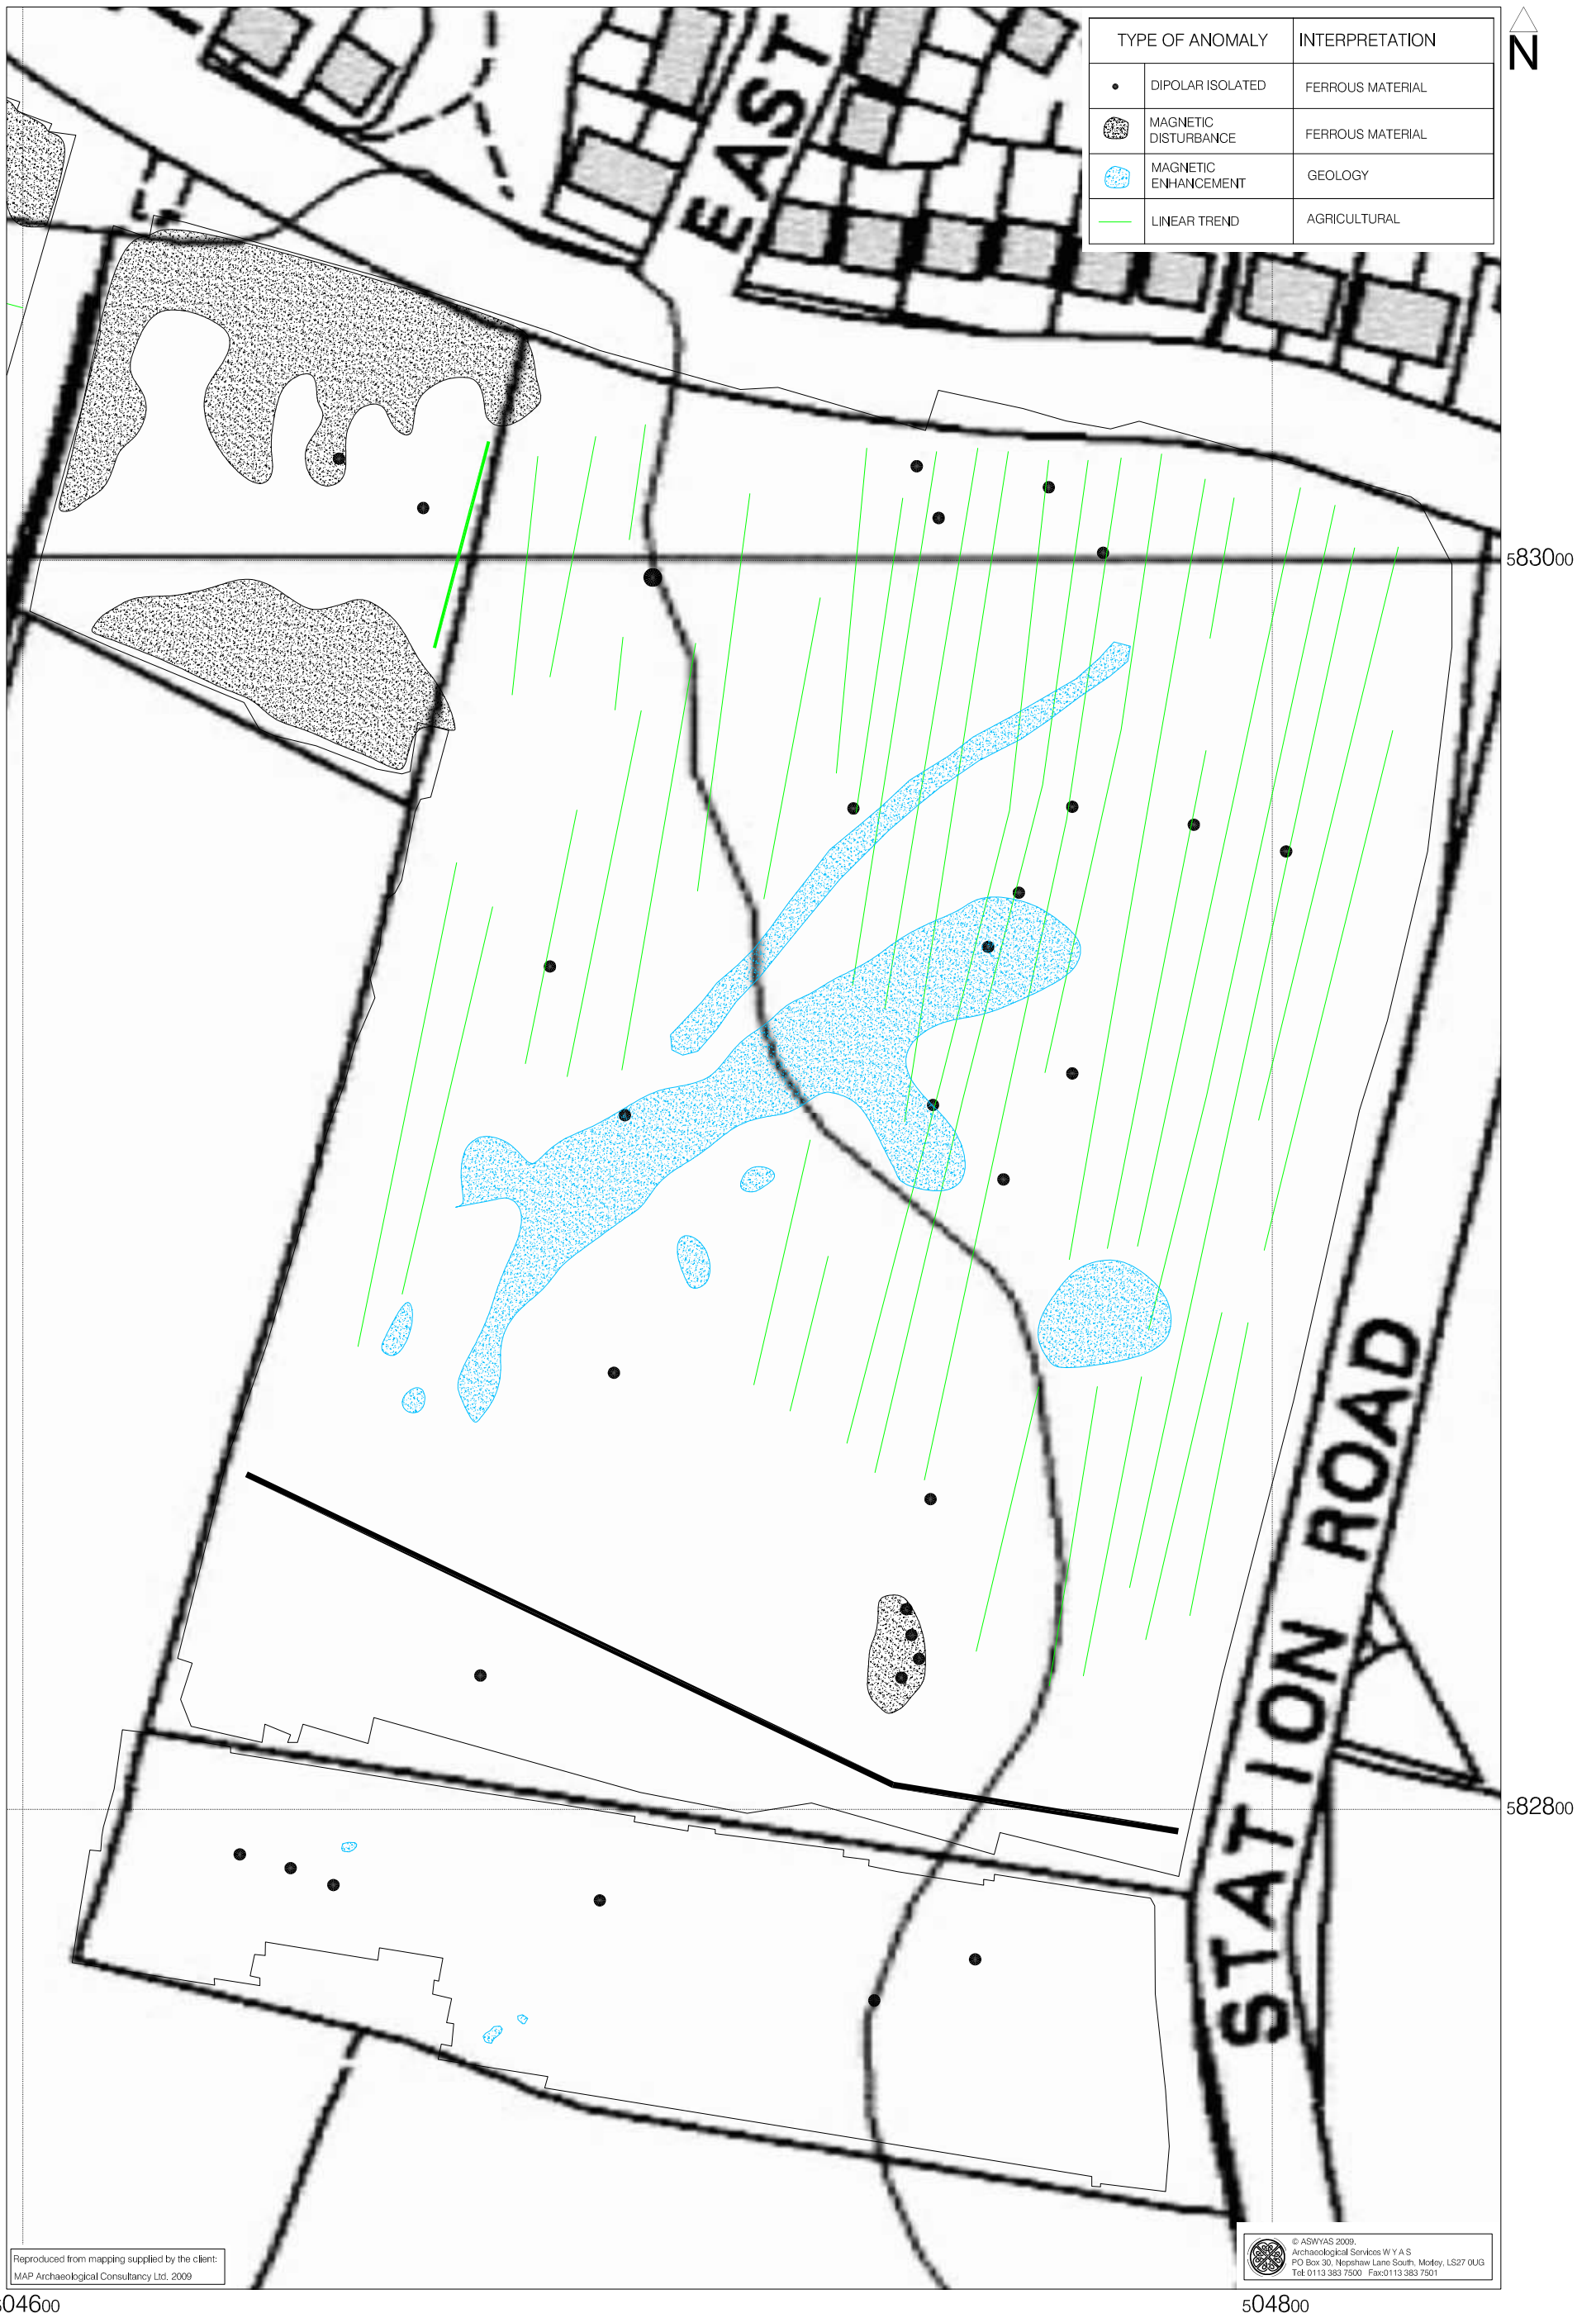 EAST
TYPE OF ANOMALY INTERPRETATION
DIPOLAR ISOLATED FERROUS MATERIAL
MAGNETIC
DISTURBANCE
FERROUS MATERIAL
MAGNETIC
ENHANCEMENT
GEOLOGY
LINEAR TREND AGRICULTURAL
N
583000
STATION ROAD
582800
Reproduced from mapping supplied by the client:
MAP Archaeological Consultancy Ltd. 2009
© ASWYAS 2009.
Archaeological Services W Y A S
PO Box 30, Nepshaw Lane South, Morley, LS27 0UG
Tel: 0113 383 7500 Fax:0113 383 7501
04600
504800